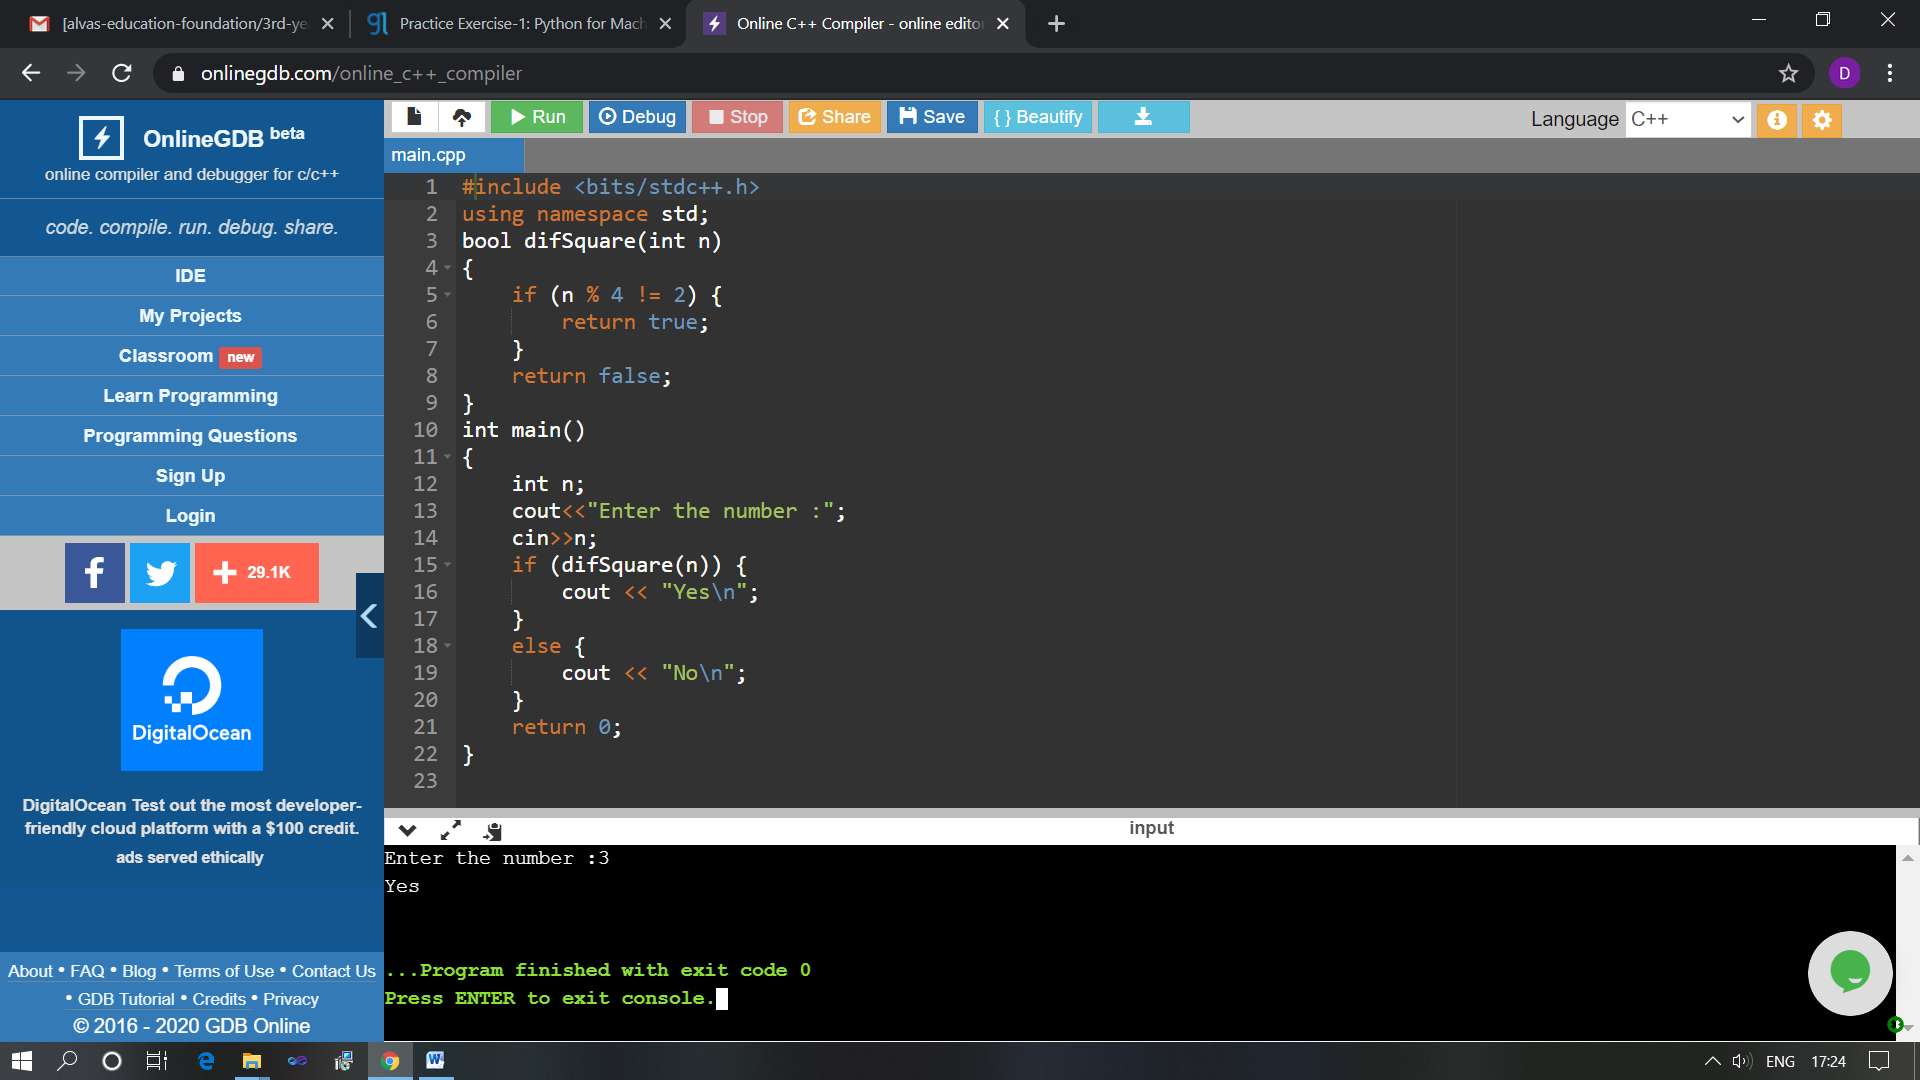 [alvas-education-foundation/3rd-ye
Practice Exercise-1: Python for Mach
Online C++ Compiler - online edito
onlinegdb.com/online_c++_compiler
D
OnlineGDB beta
online compiler and debugger for c/c++
code. compile. run. debug. share.
IDE
My Projects
Classroom new
Learn Programming
Programming Questions
Sign Up
Login
29.1K
DigitalOcean
DigitalOcean Test out the most developer-
friendly cloud platform with a $100 credit.
ads served ethically
About • FAQ • Blog • Terms of Use • Contact Us
• GDB Tutorial • Credits • Privacy
© 2016 - 2020 GDB Online
Run Debug Stop Share Save { } Beautify
Language C++
main.cpp
1 #include <bits/stdc++.h>
2 using namespace std;
3 bool difSquare(int n)
4 {
5     if (n % 4 != 2) {
6         return true;
7     }
8     return false;
9 }
10 int main()
11 {
12     int n;
13     cout<<"Enter the number :";
14     cin>>n;
15     if (difSquare(n)) {
16         cout << "Yes\n";
17     }
18     else {
19         cout << "No\n";
20     }
21     return 0;
22 }
23
input
Enter the number :3
Yes
...Program finished with exit code 0
Press ENTER to exit console.
ENG 17:24